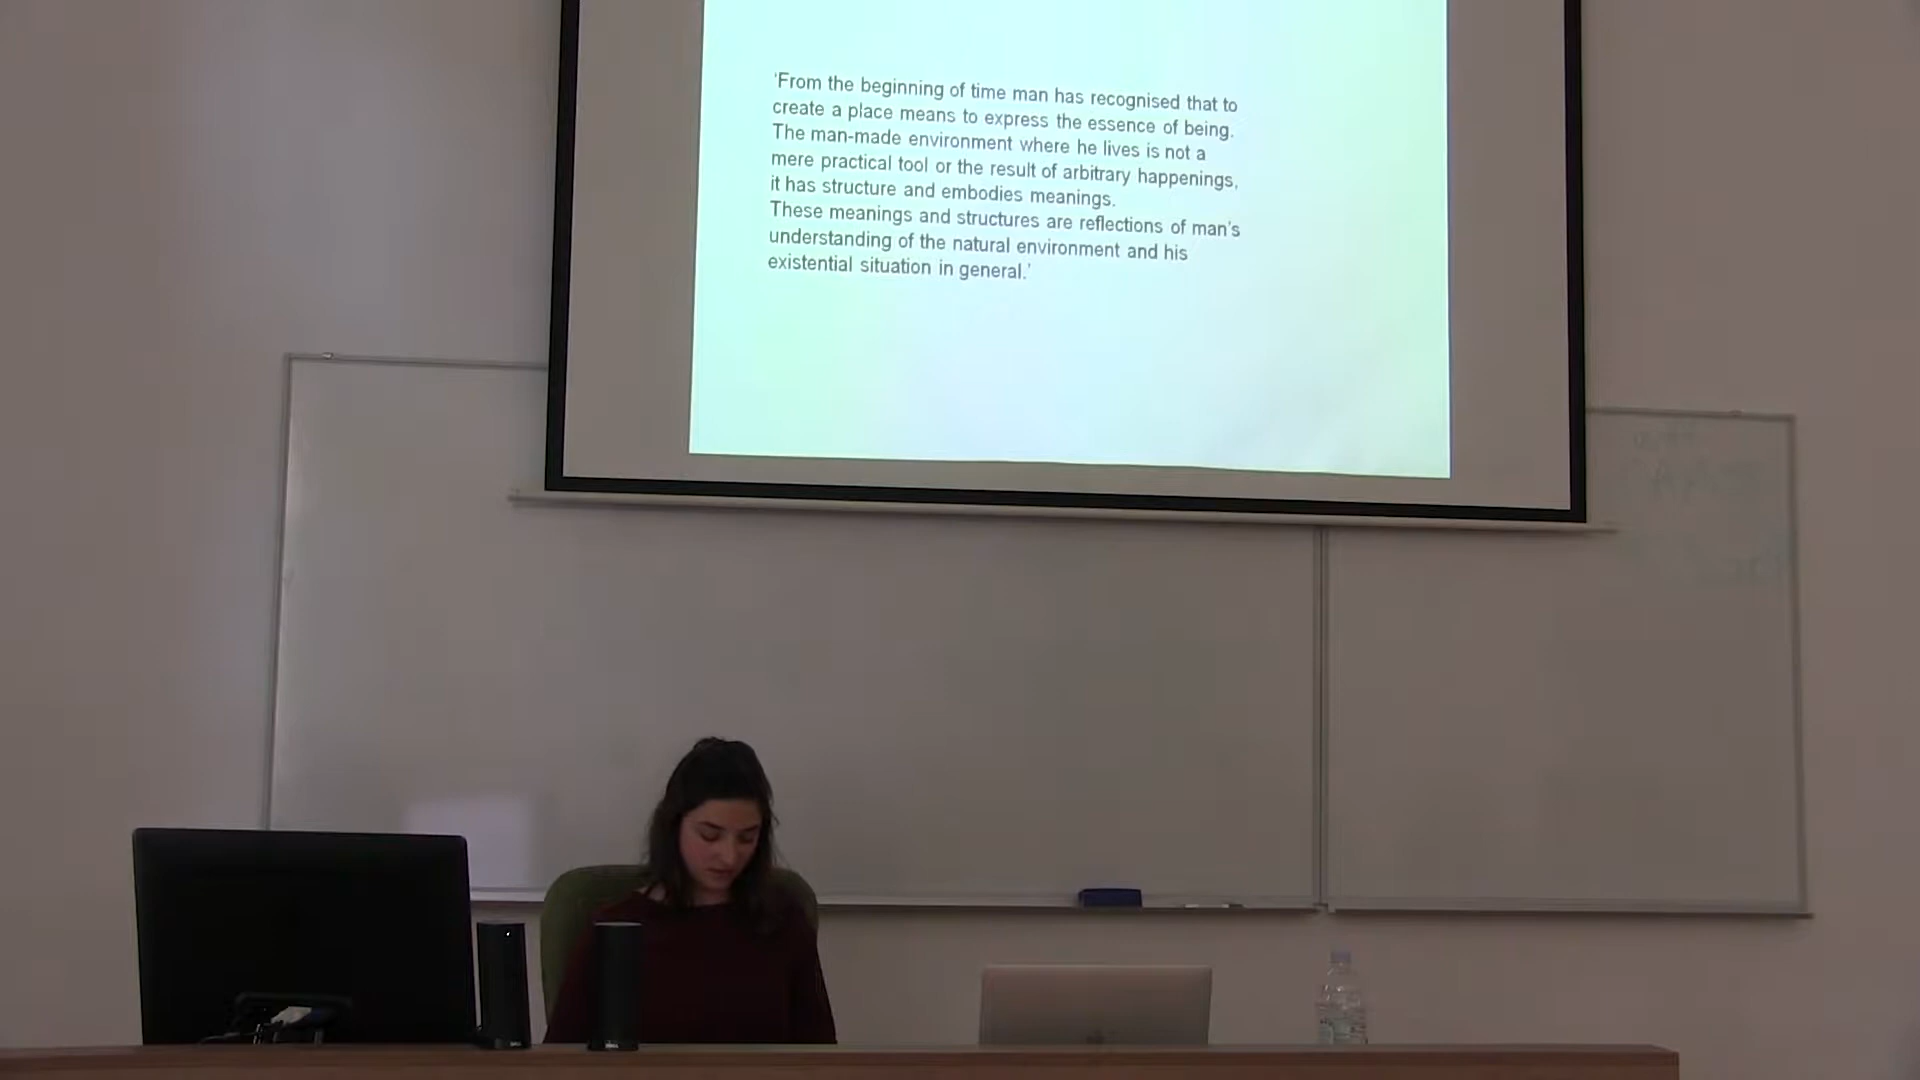 ‘From the beginning of time man has recognised that to
create a place means to express the essence of being.
The man-made environment where he lives is not a
mere practical tool or the result of arbitrary happenings,
it has structure and embodies meanings.
These meanings and structures are reflections of man’s
understanding of the natural environment and his
existential situation in general.’